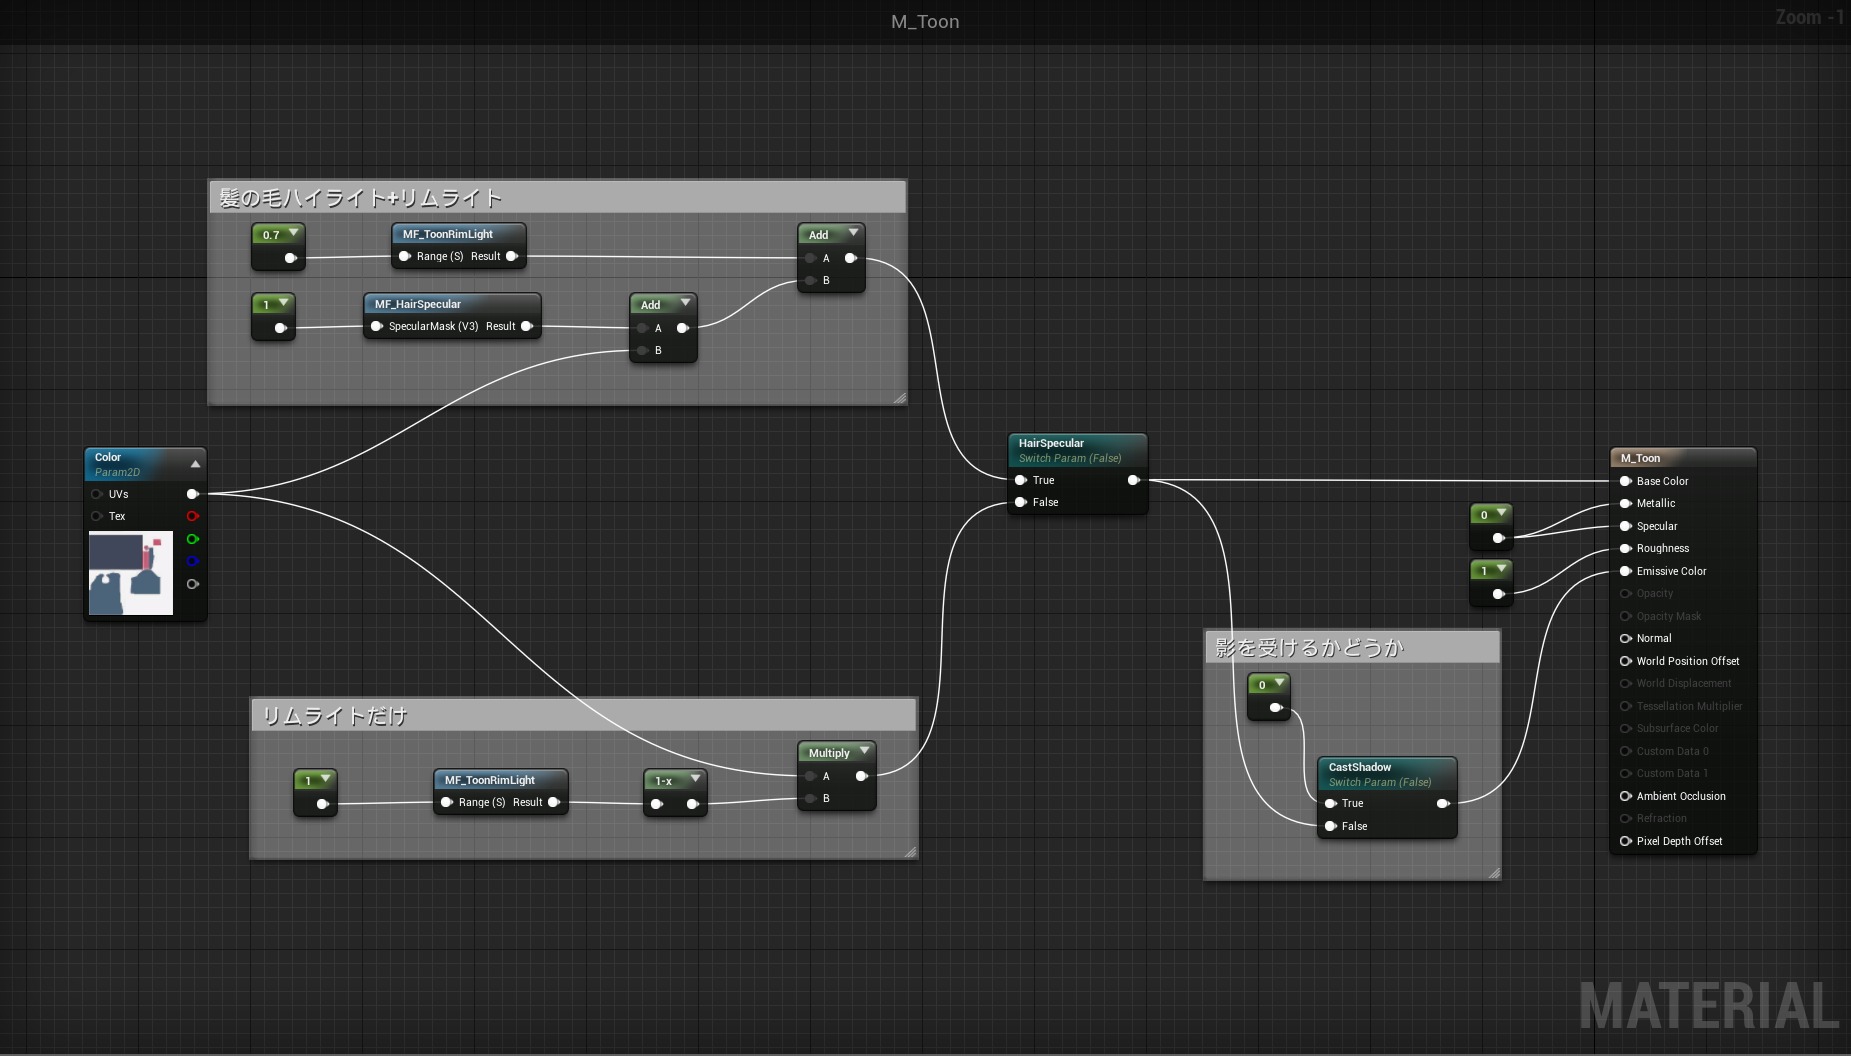 M_Toon
Zoom -1
髪の毛ハイライト+リムライト
0.7
MF_ToonRimLight
Range (S) Result
Add
A
B
1
MF_HairSpecular
SpecularMask (V3) Result
Add
A
B
Color
Param2D
UVs
Tex
HairSpecular
Switch Param (False)
True
False
リムライトだけ
1
MF_ToonRimLight
Range (S) Result
1-x
Multiply
A
B
影を受けるかどうか
0
CastShadow
Switch Param (False)
True
False
0
1
M_Toon
Base Color
Metallic
Specular
Roughness
Emissive Color
Opacity
Opacity Mask
Normal
World Position Offset
World Displacement
Tessellation Multiplier
Subsurface Color
Custom Data 0
Custom Data 1
Ambient Occlusion
Refraction
Pixel Depth Offset
MATERIAL